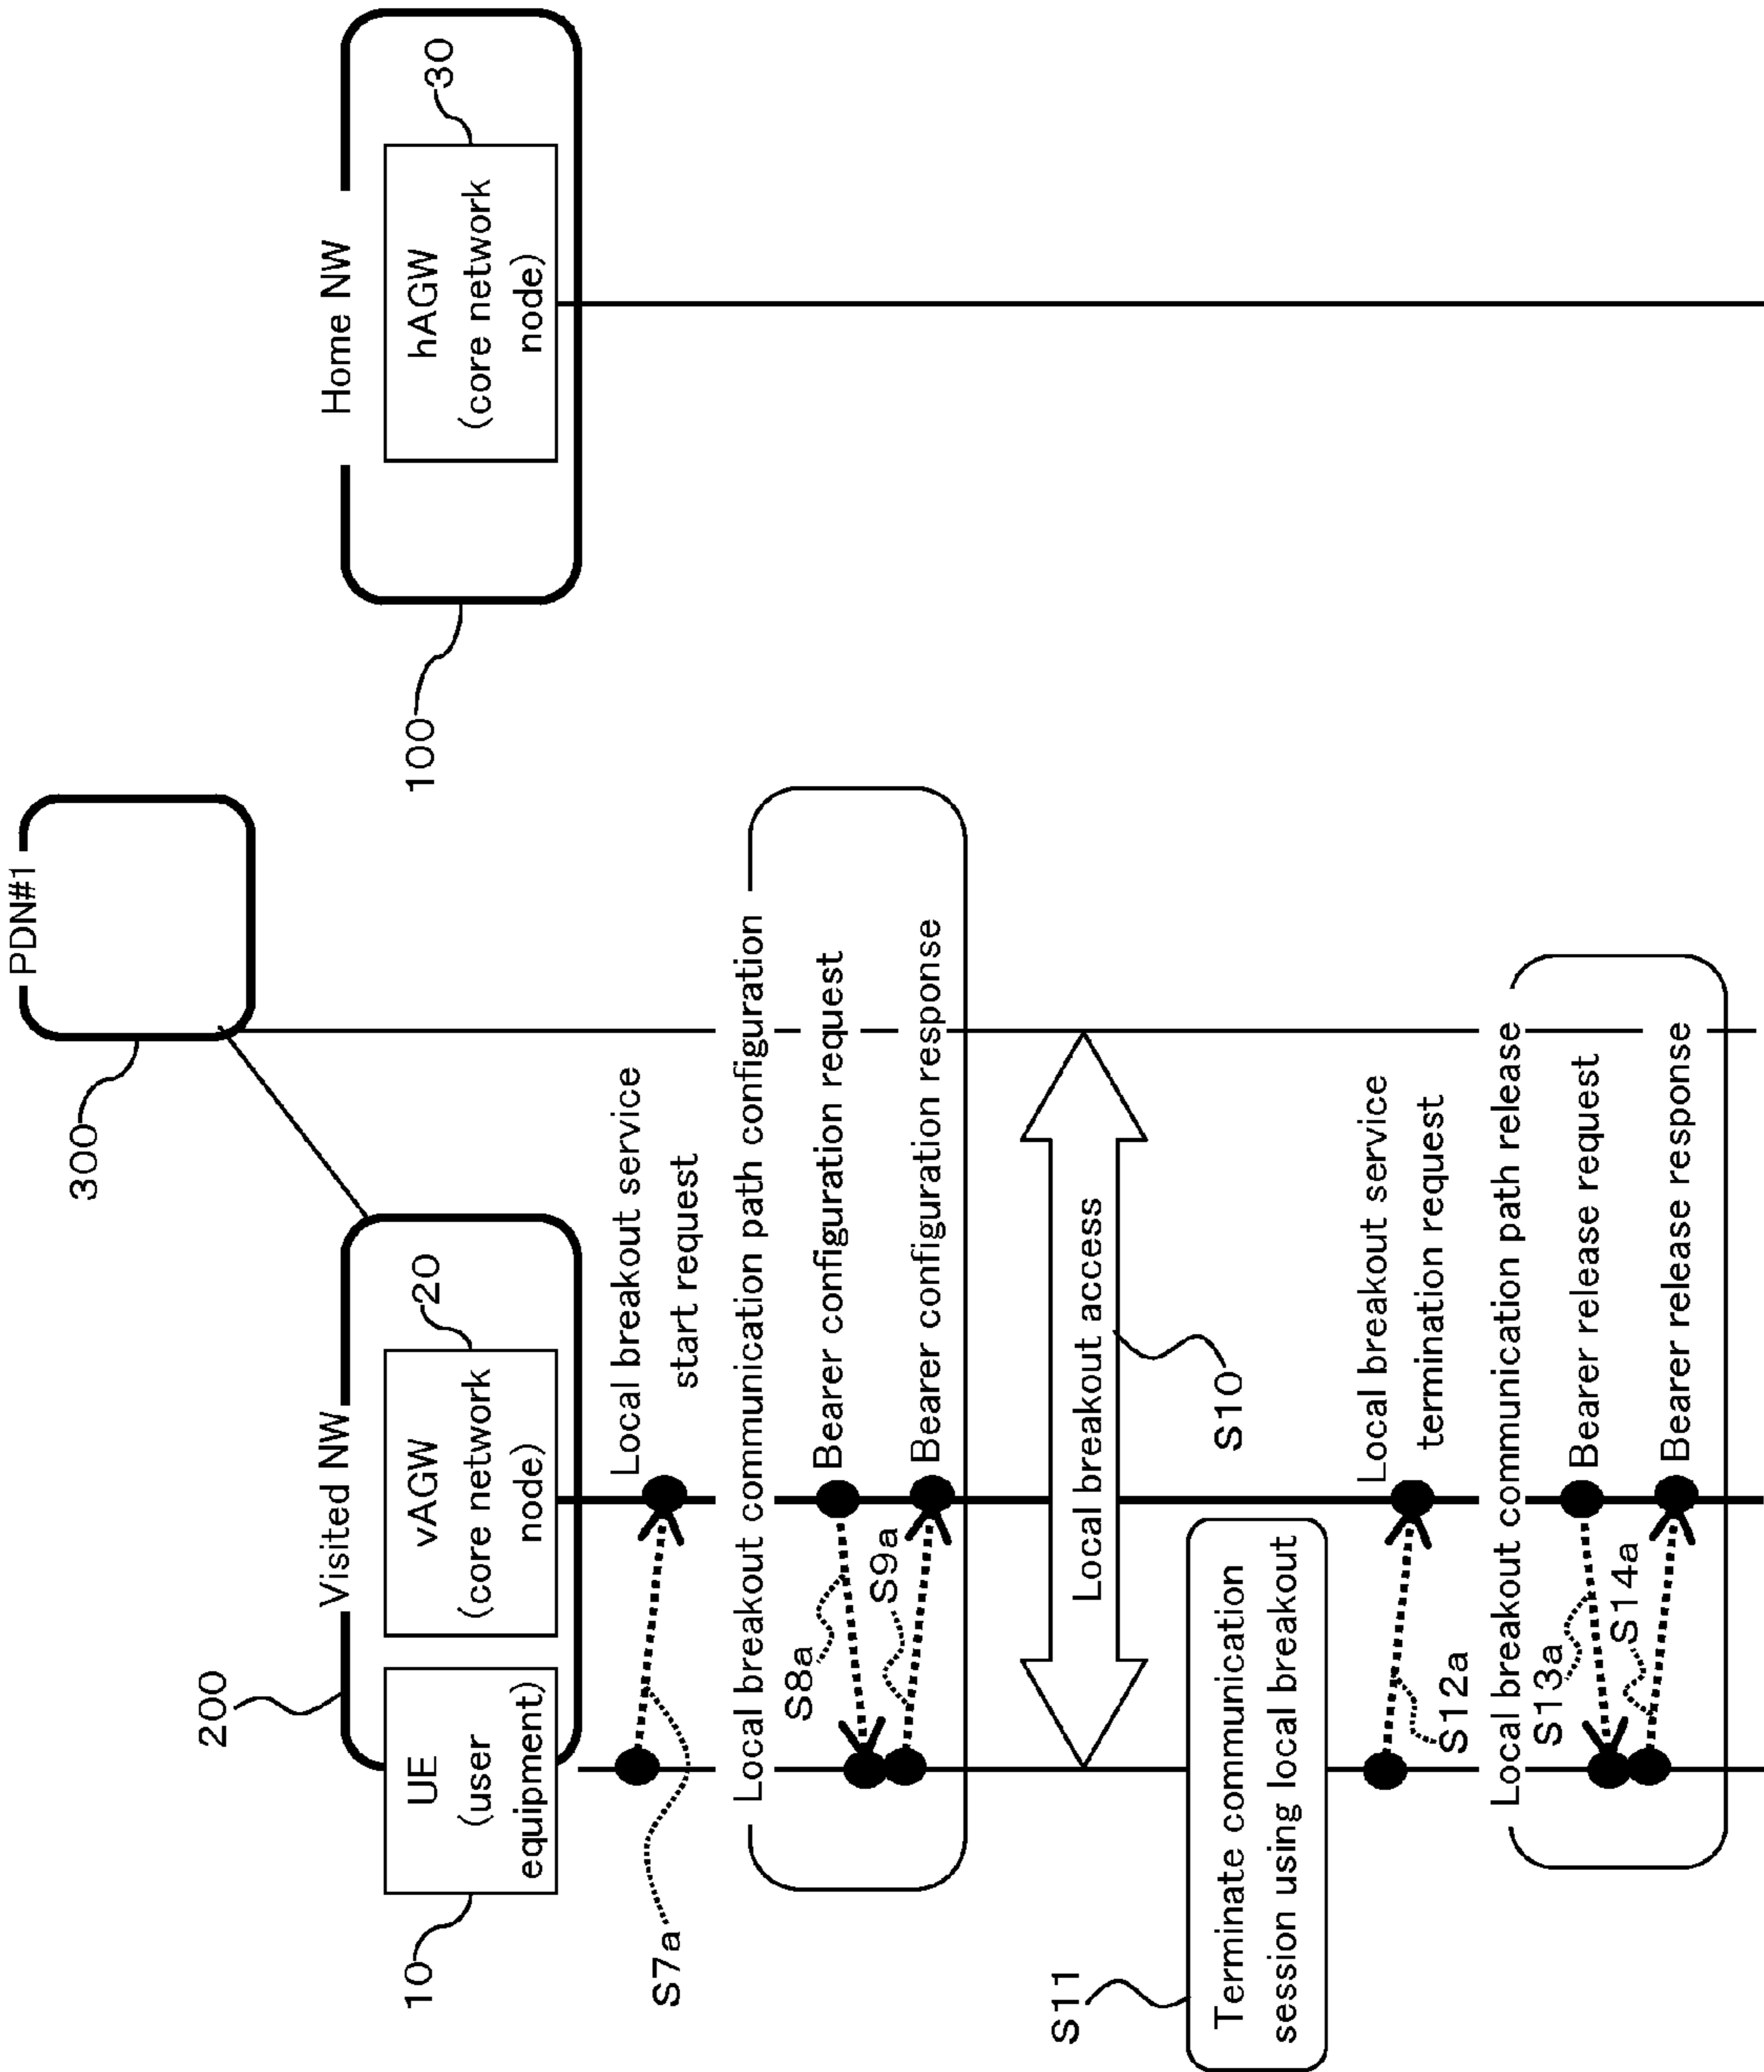 PDN#1
300
Visited NW
200
Home NW
100
10
UE
(user
equipment)
vAGW
(core network
node)
20
hAGW
(core network
node)
30
S7a
Local breakout service
start request
Local breakout communication path configuration
S8a
Bearer configuration request
S9a
Bearer configuration response
Local breakout access
S10
S11
Terminate communication
session using local breakout
Local breakout service
termination request
S12a
Local breakout communication path release
S13a
Bearer release request
S14a
Bearer release response